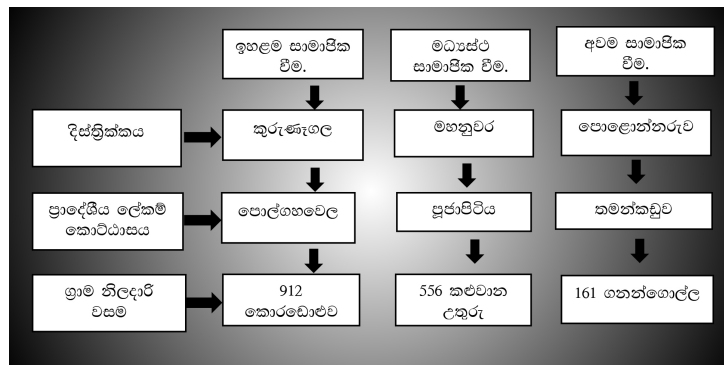 ඉහළම සාමාපික
වීම.
මධ්‍යස්ථ
සාමාපික වීම.
අවම සාමාපික
වීම.
දිස්ත්‍රික්කය
කුරුණෑගල
මහනුවර
පොළොන්නරුව
ප්‍රාදේශීය ලේකම්
කොට්ඨාසය
පොල්ගහවෙල
පූජාපිටිය
තමන්කඩුව
ග්‍රාම නිලදාරි
වසම
912
කොරඩොළුව
556 කළුවාන
උතුරු
161 ගනන්ගොල්ල